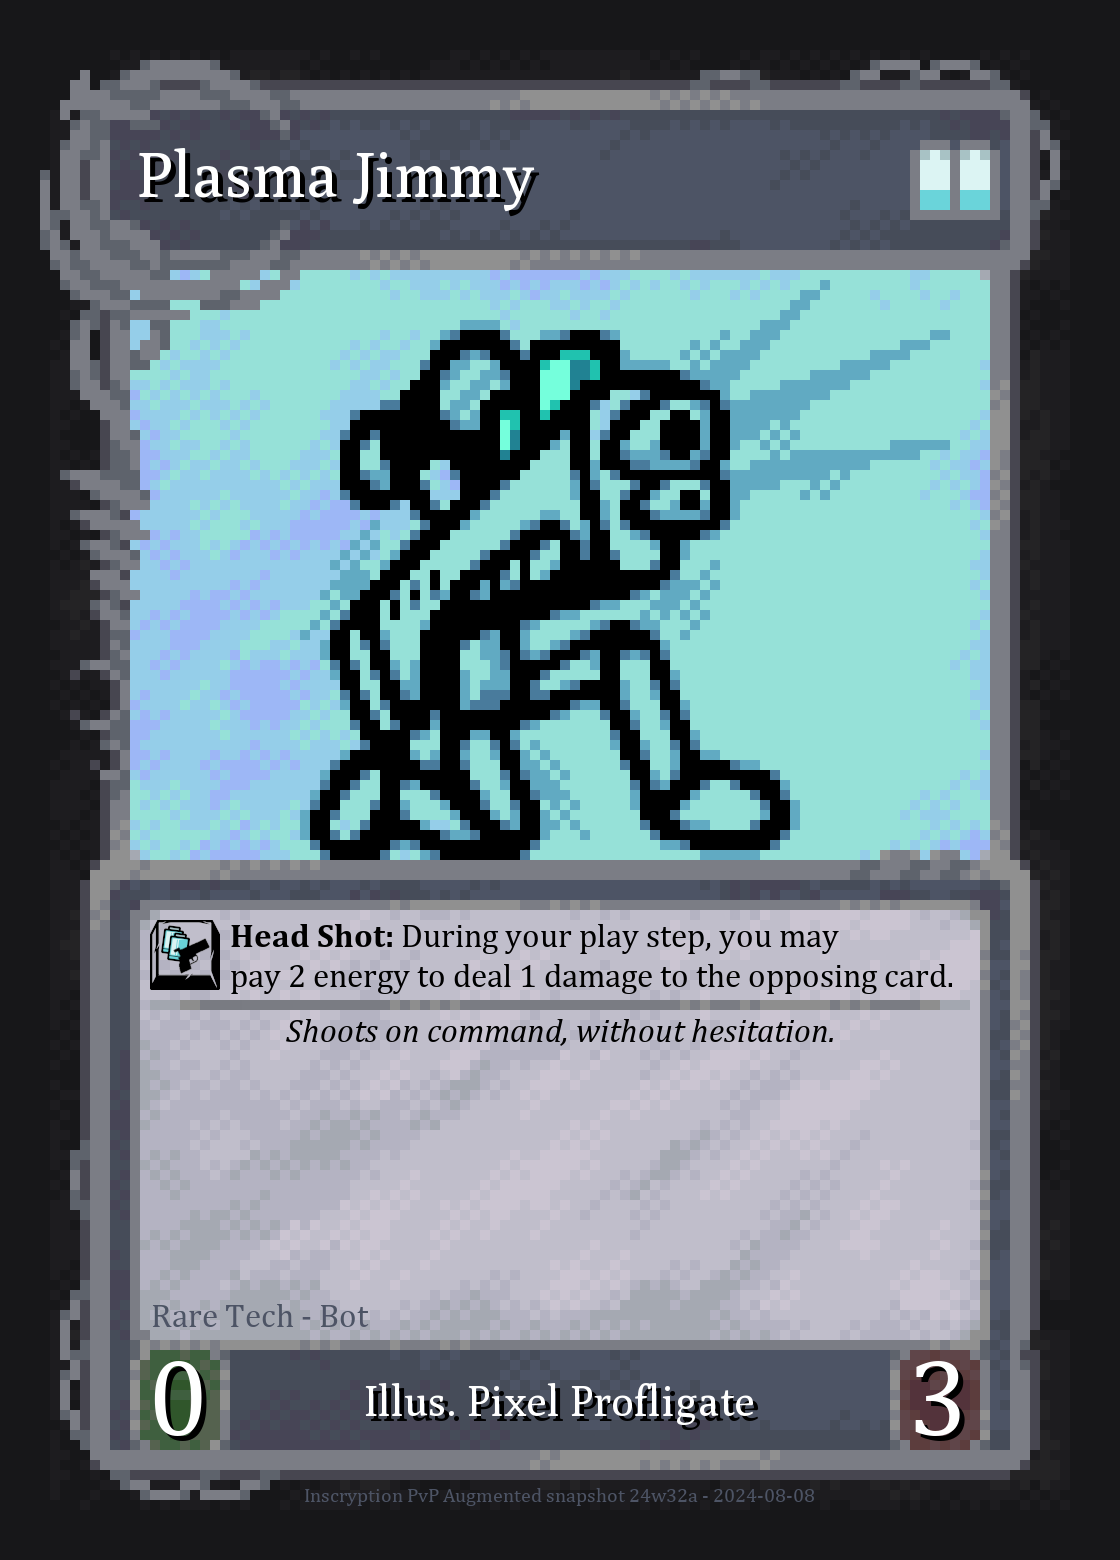 Plasma Jimmy
Head Shot: During your play step, you may
pay 2 energy to deal 1 damage to the opposing card.
Shoots on command, without hesitation.
Rare Tech - Bot
0
Illus. Pixel Profligate
3
Inscryption PvP Augmented snapshot 24w32a - 2024-08-08